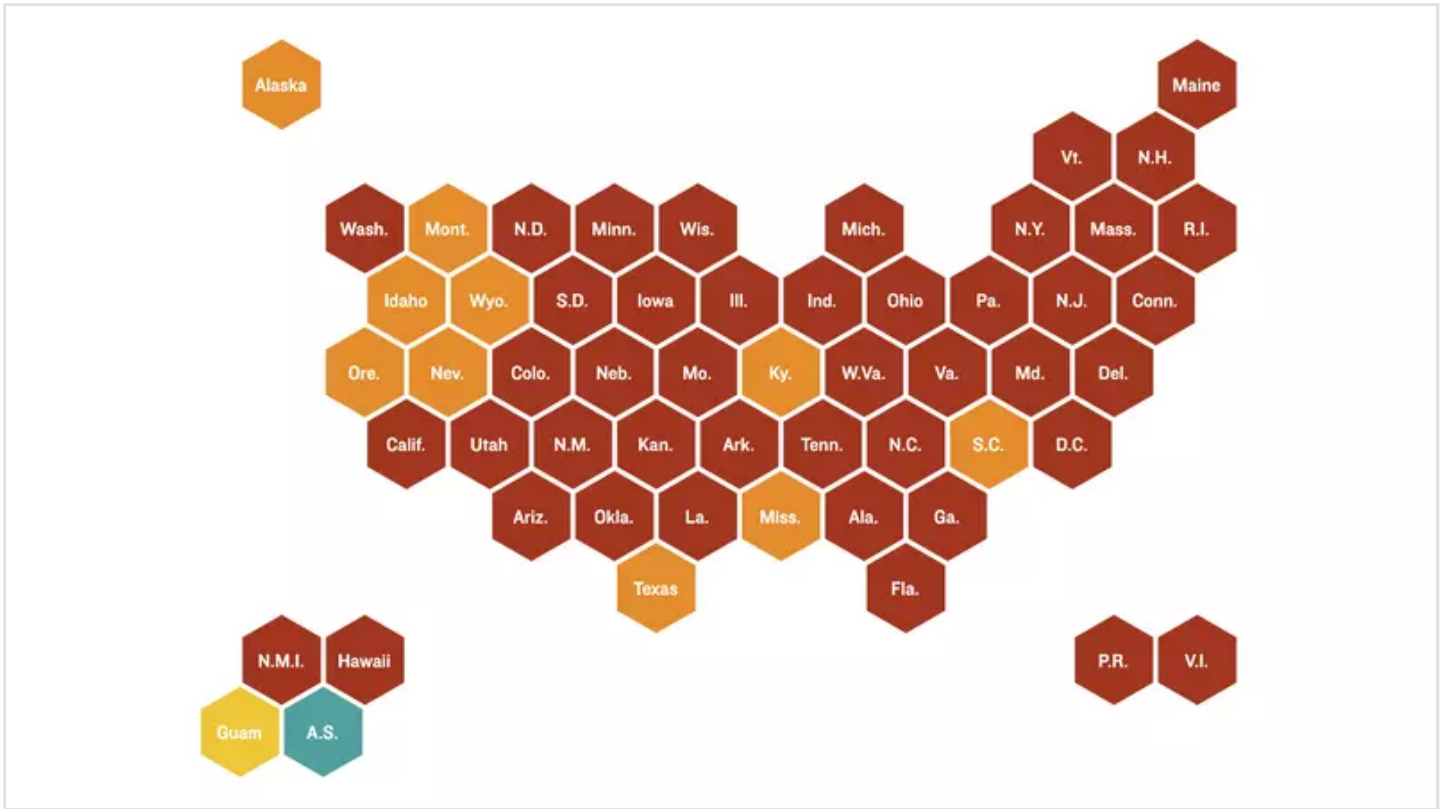 Alaska Maine
Vt. N.H.
Wash. Mont. N.D. Minn. Wis. Mich. N.Y. Mass. R.I.
Idaho Wyo. S.D. Iowa Ill. Ind. Ohio Pa. N.J. Conn.
Ore. Nev. Colo. Neb. Mo. Ky. W.Va. Va. Md. Del.
Calif. Utah N.M. Kan. Ark. Tenn. N.C. S.C. D.C.
Ariz. Okla. La. Miss. Ala. Ga.
Texas Fla.
N.M.I. Hawaii P.R. V.I.
Guam A.S.